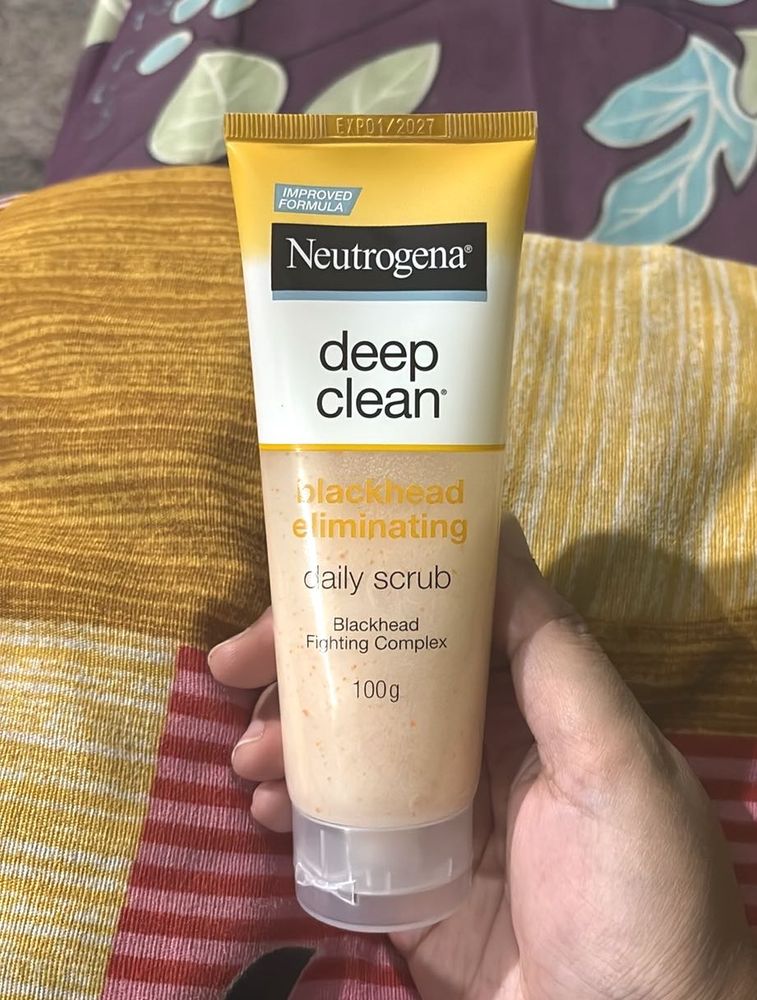 EXP01/2027
IMPROVED
FORMULA
Neutrogena®
deep
clean®
blackhead
eliminating
daily scrub
Blackhead
Fighting Complex
100g